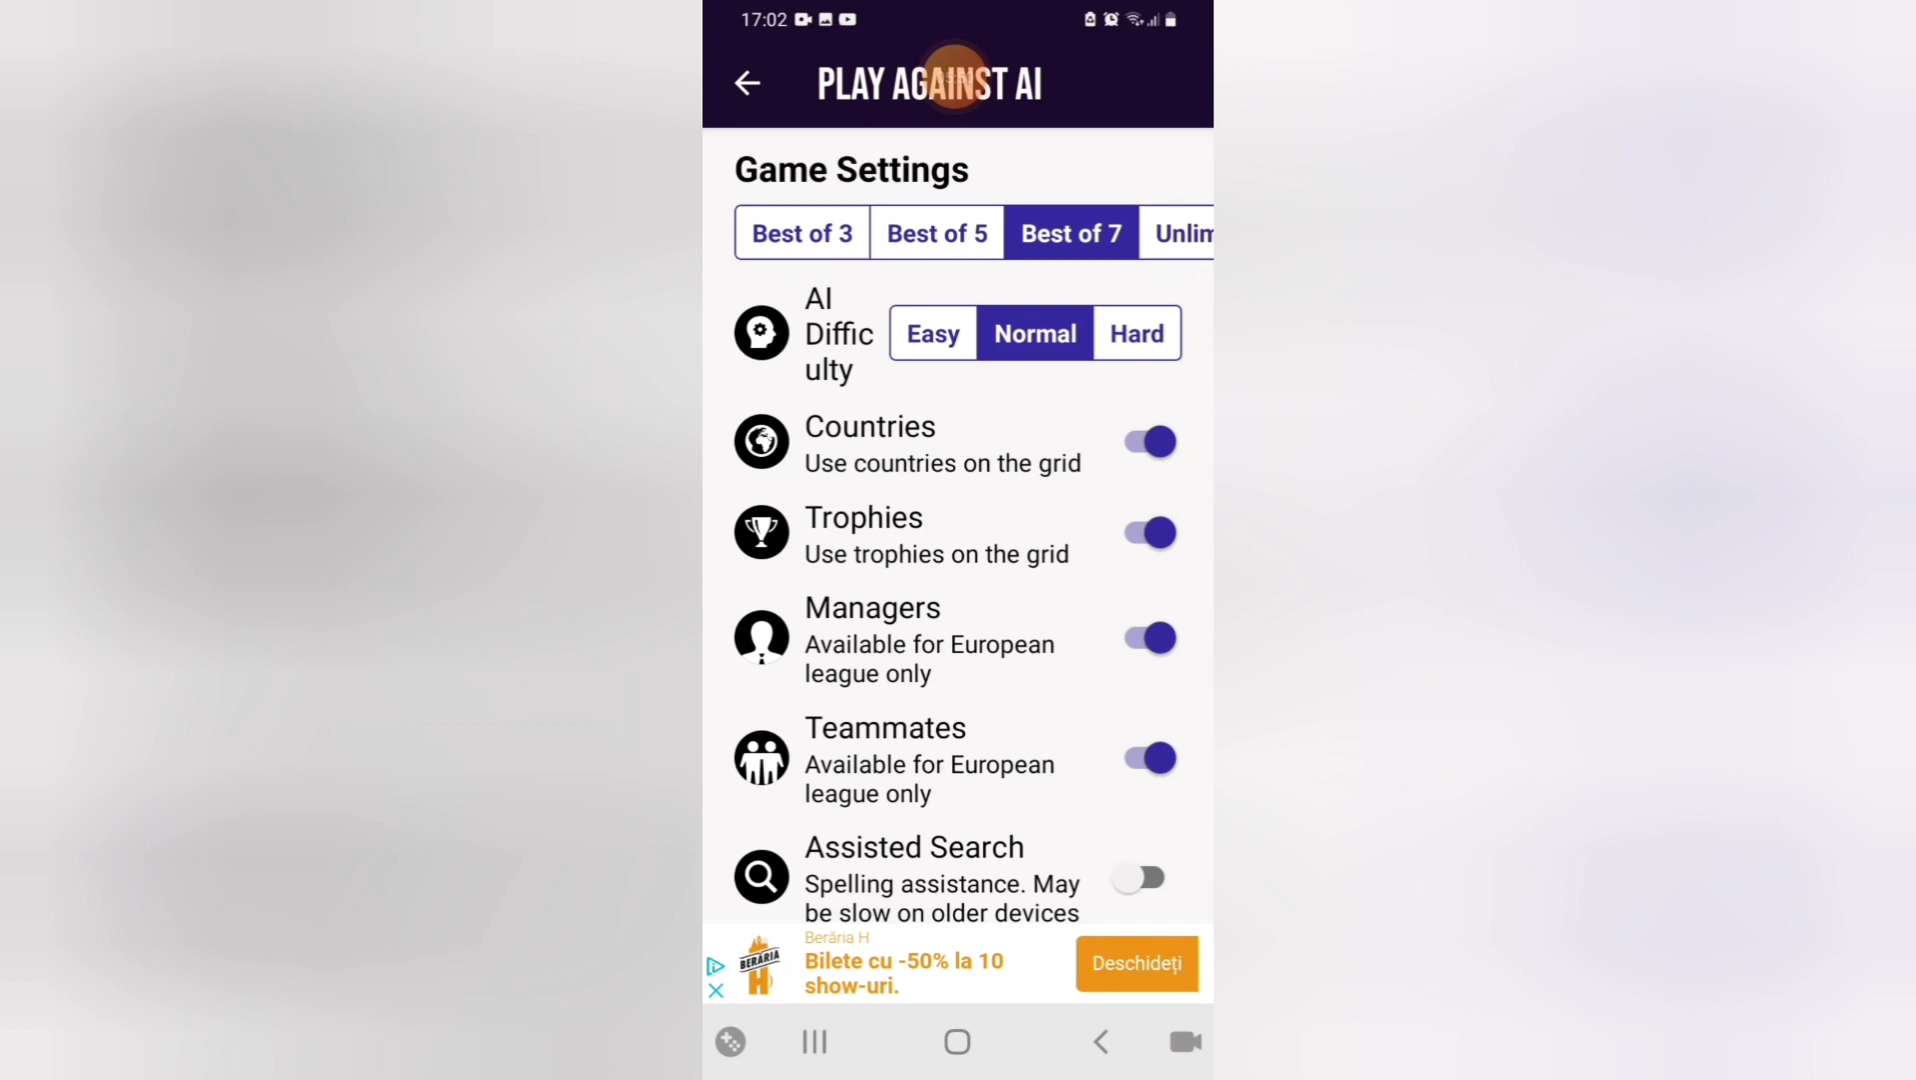 17:02
PLAY AGAINST AI
Game Settings
Best of 3 Best of 5 Best of 7 Unlim
AI
Diffic
ulty
Easy Normal Hard
Countries
Use countries on the grid
Trophies
Use trophies on the grid
Managers
Available for European
league only
Teammates
Available for European
league only
Assisted Search
Spelling assistance. May
be slow on older devices
Berăria H
BERĂRIA
H
Bilete cu -50% la 10
show-uri.
Deschideți